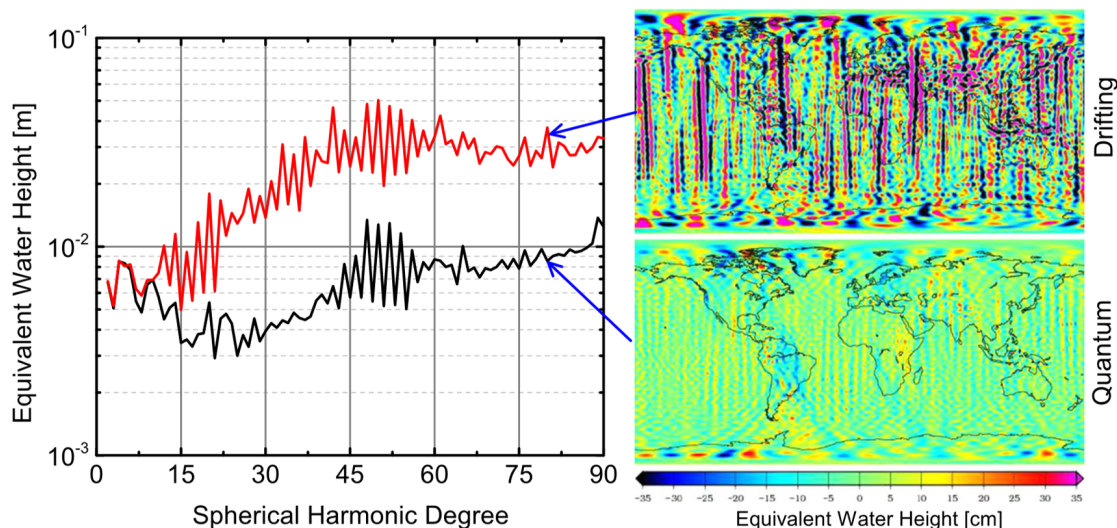 10⁻¹
10⁻²
10⁻³
Equivalent Water Height [m]
0 15 30 45 60 75 90
Spherical Harmonic Degree
Drifting
Quantum
-35 -30 -25 -20 -15 -10 -5 0 5 10 15 20 25 30 35
Equivalent Water Height [cm]